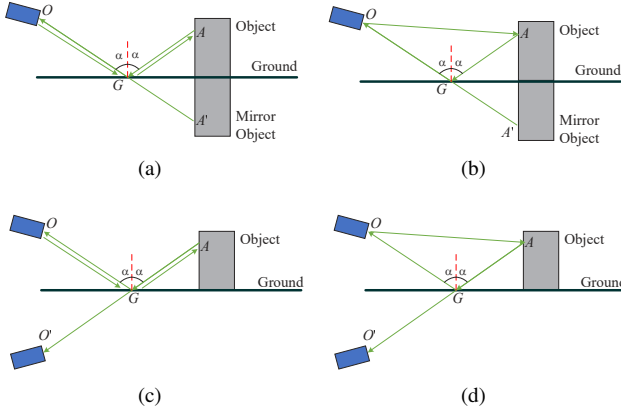 O
A
Object
α α
Ground
G
A'
Mirror
Object
(a)
O
A
Object
α α
Ground
G
A'
Mirror
Object
(b)
O
A
Object
α α
Ground
G
O'
(c)
O
A
Object
α α
Ground
G
O'
(d)